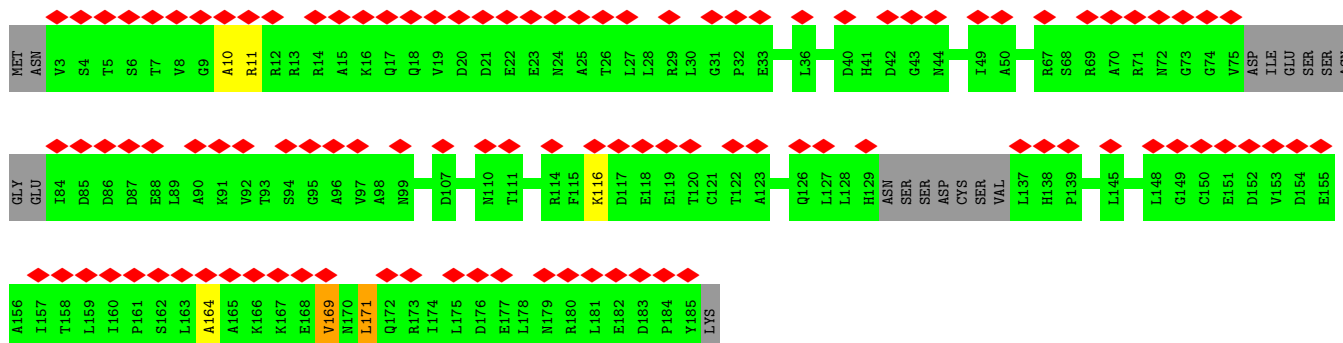 MET ASN V3 S4 T5 S6 T7 V8 G9 A10 R11 R12 R13 R14 A15 K16 Q17 Q18 V19 D20 D21 E22 E23 N24 A25 T26 L27 L28 R29 L30 G31 P32 E33 L36 D40 H41 D42 G43 N44 I49 A50 R67 S68 R69 A70 R71 N72 G73 G74 V75 ASP ILE GLU SER SER
GLY GLU I84 D85 D86 D87 E88 L89 A90 K91 V92 T93 S94 G95 A96 V97 A98 N99 D107 N110 T111 R114 F115 K116 D117 E118 E119 T120 C121 T122 A123 Q126 L127 L128 H129 ASN SER SER ASP CYS SER VAL L137 H138 P139 L145 L148 G149 C150 E151 D152 V153 D154 E155
A156 I157 T158 L159 I160 P161 S162 L163 A164 A165 K166 K167 E168 V169 N170 L171 Q172 R173 I174 L175 D176 E177 L178 N179 R180 L181 E182 D183 P184 Y185 LYS